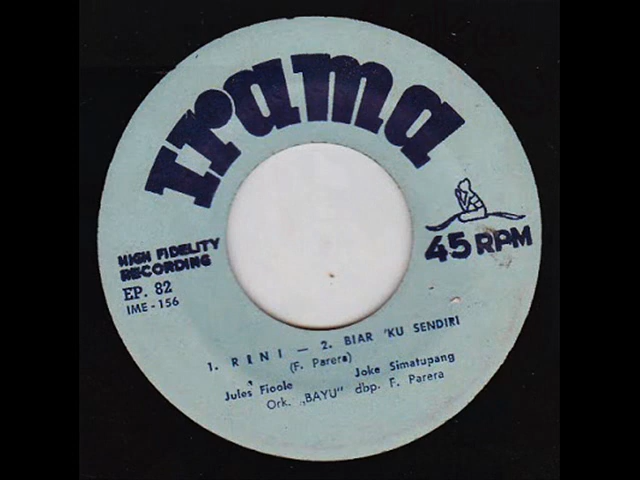 Irama
HIGH FIDELITY
RECORDING
45 RPM
EP. 82
IME - 156
1. RENI — 2. BIAR 'KU SENDIRI
(F. Parera)
Jules Fioole Joke Simatupang
Ork. „BAYU" dbp. F. Parera